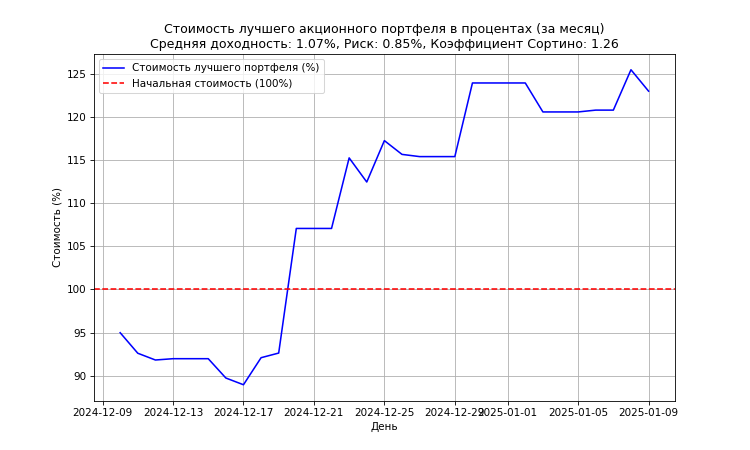 Стоимость лучшего акционного портфеля в процентах (за месяц)
Средняя доходность: 1.07%, Риск: 0.85%, Коэффициент Сортино: 1.26
Стоимость лучшего портфеля (%)
Начальная стоимость (100%)
Стоимость (%)
125
120
115
110
105
100
95
90
2024-12-09 2024-12-13 2024-12-17 2024-12-21 2024-12-25 2024-12-29 2025-01-01 2025-01-05 2025-01-09
День